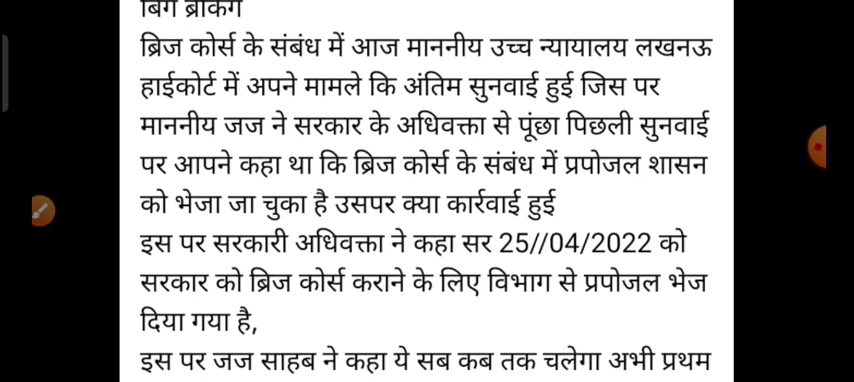 बिग ब्रेकिंग
ब्रिज कोर्स के संबंध में आज माननीय उच्च न्यायालय लखनऊ
हाईकोर्ट में अपने मामले कि अंतिम सुनवाई हुई जिस पर
माननीय जज ने सरकार के अधिवक्ता से पूंछा पिछली सुनवाई
पर आपने कहा था कि ब्रिज कोर्स के संबंध में प्रपोजल शासन
को भेजा जा चुका है उसपर क्या कार्रवाई हुई
इस पर सरकारी अधिवक्ता ने कहा सर 25//04/2022 को
सरकार को ब्रिज कोर्स कराने के लिए विभाग से प्रपोजल भेज
दिया गया है,
इस पर जज साहब ने कहा ये सब कब तक चलेगा अभी प्रथम